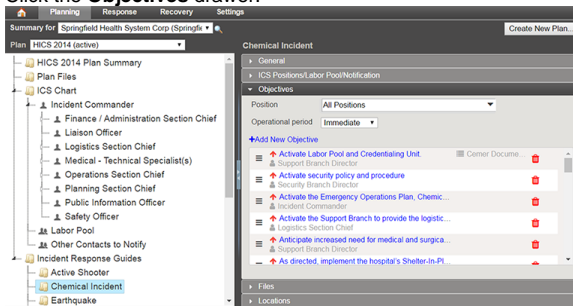 Click the Objectives drawer.
Planning Response Recovery Settings
Summary for Springfield Health System Corp (Springfie Create New Plan...
Plan HICS 2014 (active)
HICS 2014 Plan Summary
Plan Files
ICS Chart
Incident Commander
Finance / Administration Section Chief
Liaison Officer
Logistics Section Chief
Medical - Technical Specialist(s)
Operations Section Chief
Planning Section Chief
Public Information Officer
Safety Officer
Labor Pool
Other Contacts to Notify
Incident Response Guides
Active Shooter
Chemical Incident
Earthquake
Chemical Incident
General
ICS Positions/Labor Pool/Notification
Objectives
Position All Positions
Operational period Immediate
+Add New Objective
Activate Labor Pool and Credentialing Unit. Cerner Docume...
Support Branch Director
Activate security policy and procedure
Security Branch Director
Activate the Emergency Operations Plan, Chemic...
Incident Commander
Activate the Support Branch to provide the logistic...
Logistics Section Chief
Anticipate increased need for medical and surgica...
Support Branch Director
As directed, implement the hospital's Shelter-In-Pl...
Files
Locations